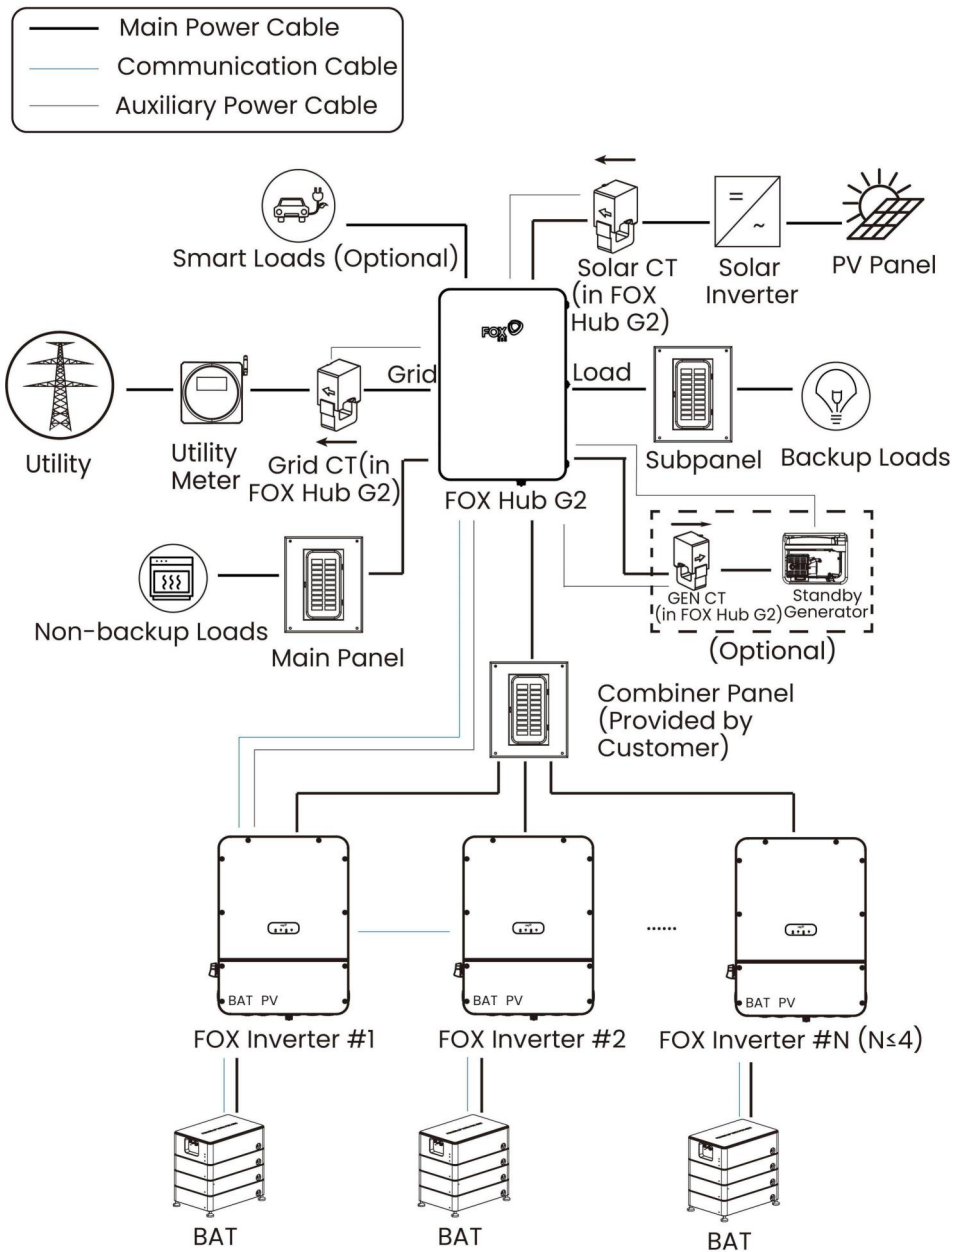 Main Power Cable
Communication Cable
Auxiliary Power Cable
Smart Loads (Optional)
Solar CT
(in FOX
Hub G2)
Solar
Inverter
PV Panel
FOX
ESS
Grid
Load
Utility
Utility
Meter
Grid CT(in
FOX Hub G2)
FOX Hub G2
Subpanel
Backup Loads
GEN CT
(in FOX Hub G2)
Standby
Generator
(Optional)
Non-backup Loads
Main Panel
Combiner Panel
(Provided by
Customer)
BAT PV
BAT PV
BAT PV
FOX Inverter #1
FOX Inverter #2
......
FOX Inverter #N (N≤4)
BAT
BAT
BAT